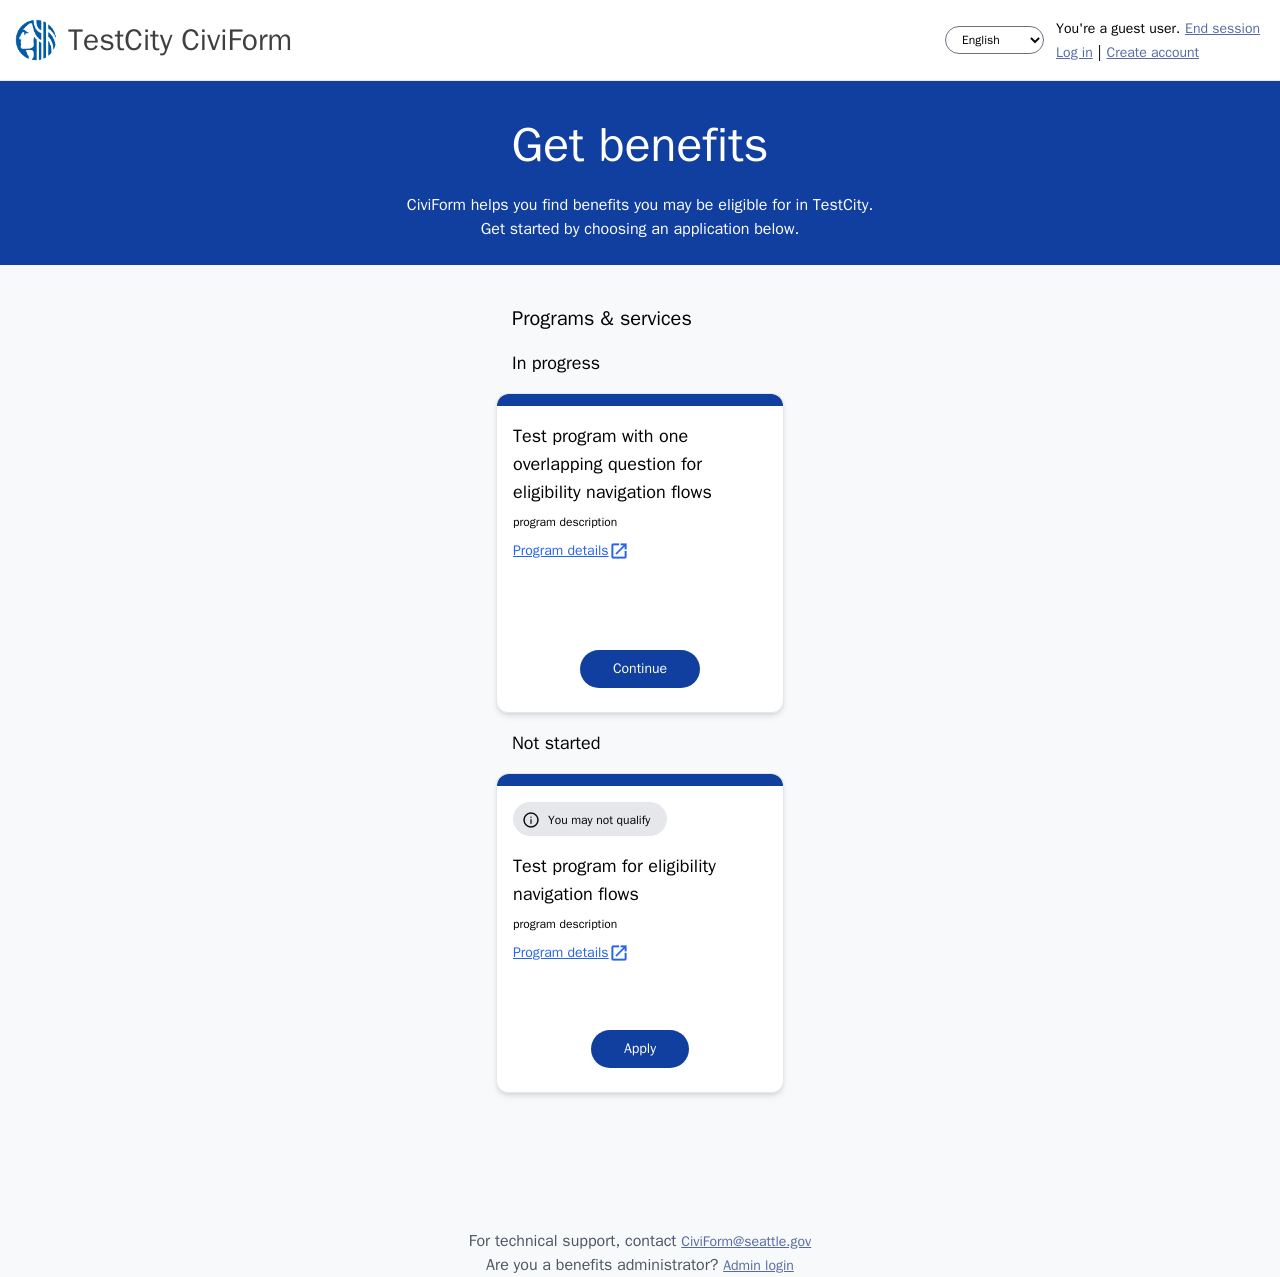 TestCity CiviForm
English
You're a guest user. End session
Log in | Create account
Get benefits
CiviForm helps you find benefits you may be eligible for in TestCity.
Get started by choosing an application below.
Programs & services
In progress
Test program with one
overlapping question for
eligibility navigation flows
program description
Program details
Continue
Not started
You may not qualify
Test program for eligibility
navigation flows
program description
Program details
Apply
For technical support, contact CiviForm@seattle.gov
Are you a benefits administrator? Admin login